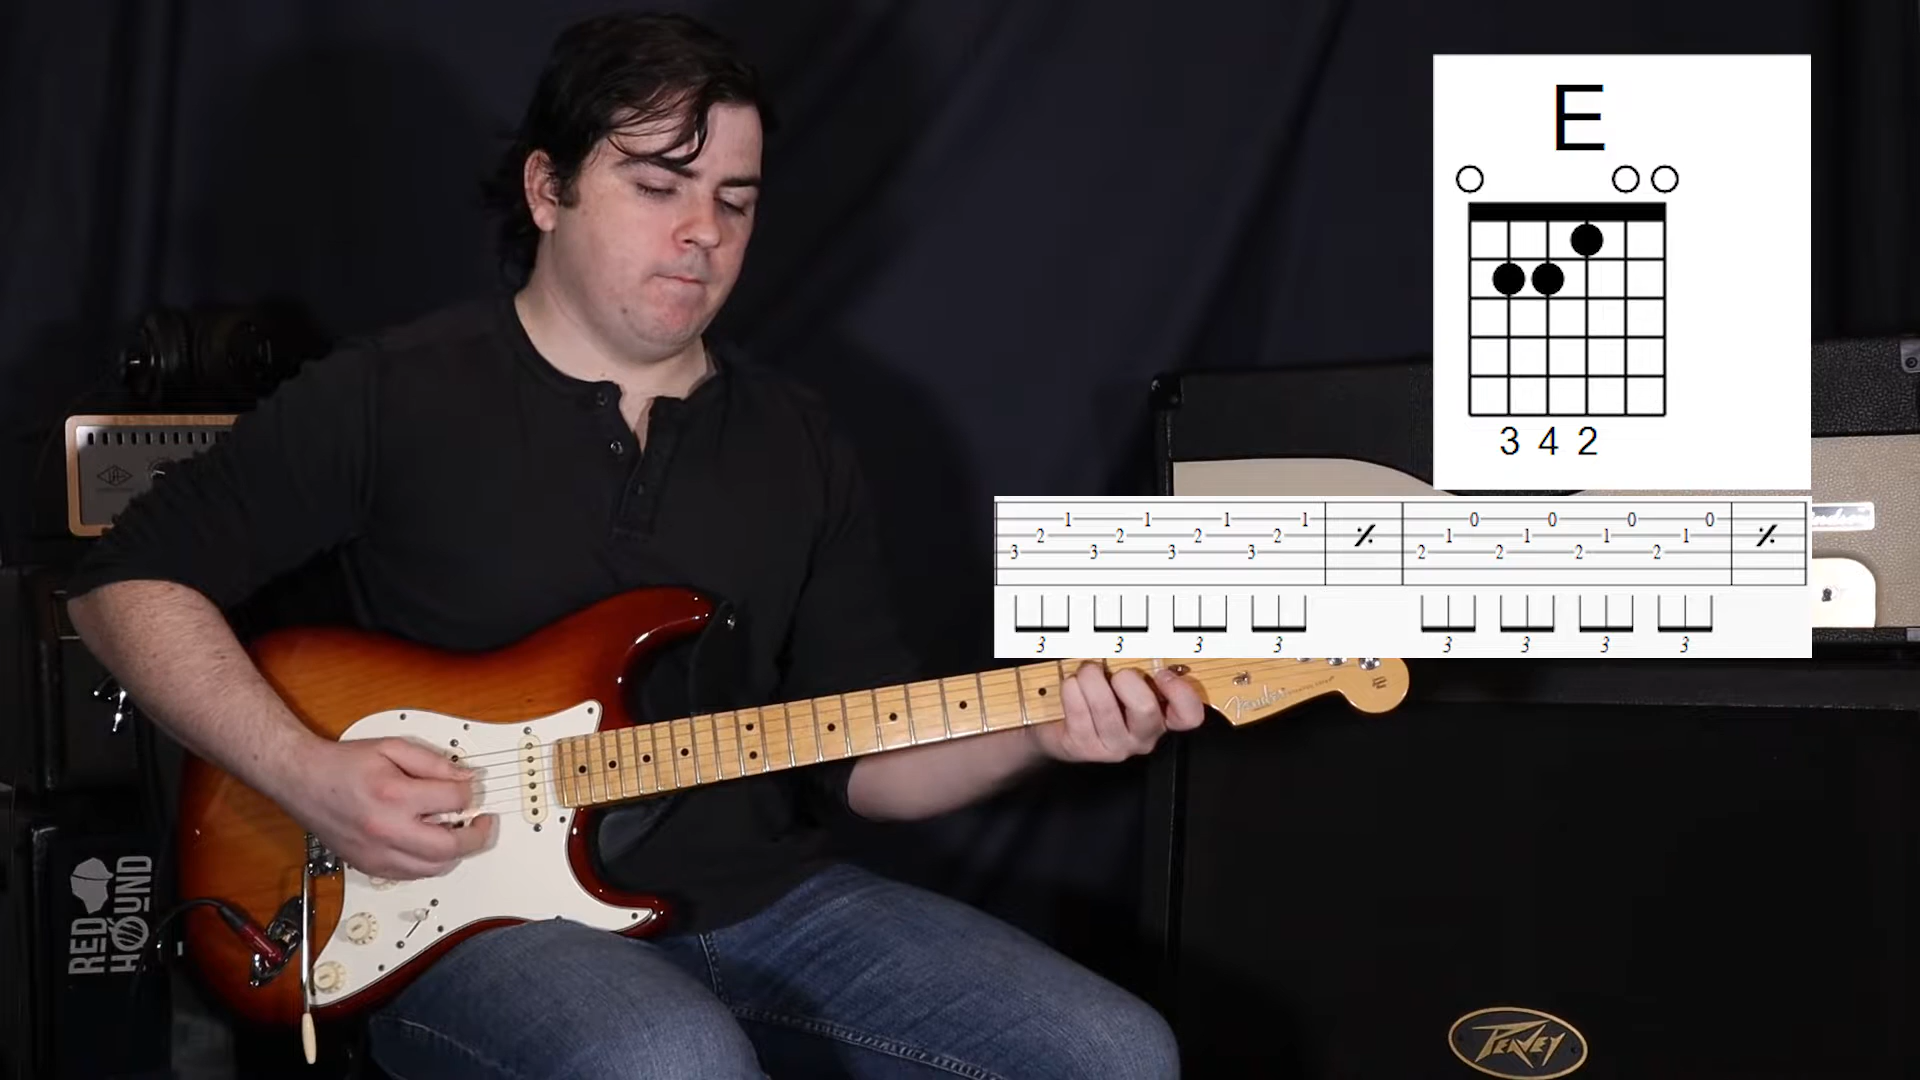 E
3 4 2
1 1 1 1 0 0 0 0
2 2 2 2 1 1 1 1
3 3 3 3 2 2 2 2
3 3 3 3 3 3 3 3
Fender
RED
HOUND
PEAVEY